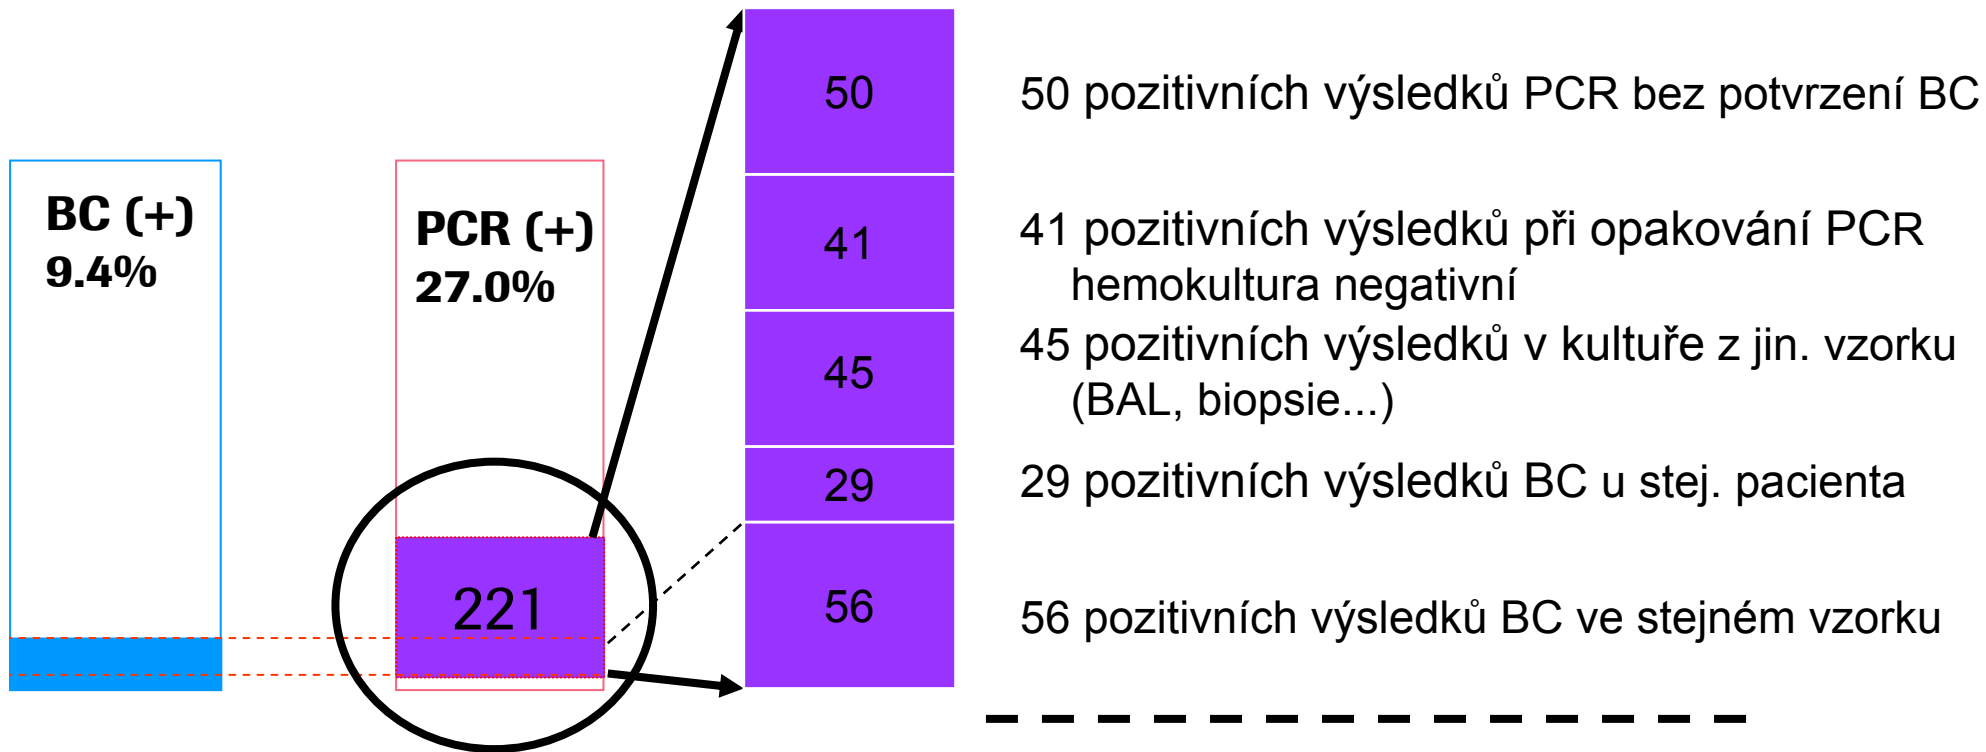 BC (+)
9.4%
PCR (+)
27.0%
221
50
41
45
29
56
50 pozitivních výsledků PCR bez potvrzení BC
41 pozitivních výsledků při opakování PCR
hemokultura negativní
45 pozitivních výsledků v kultuře z jin. vzorku
(BAL, biopsie...)
29 pozitivních výsledků BC u stej. pacienta
56 pozitivních výsledků BC ve stejném vzorku